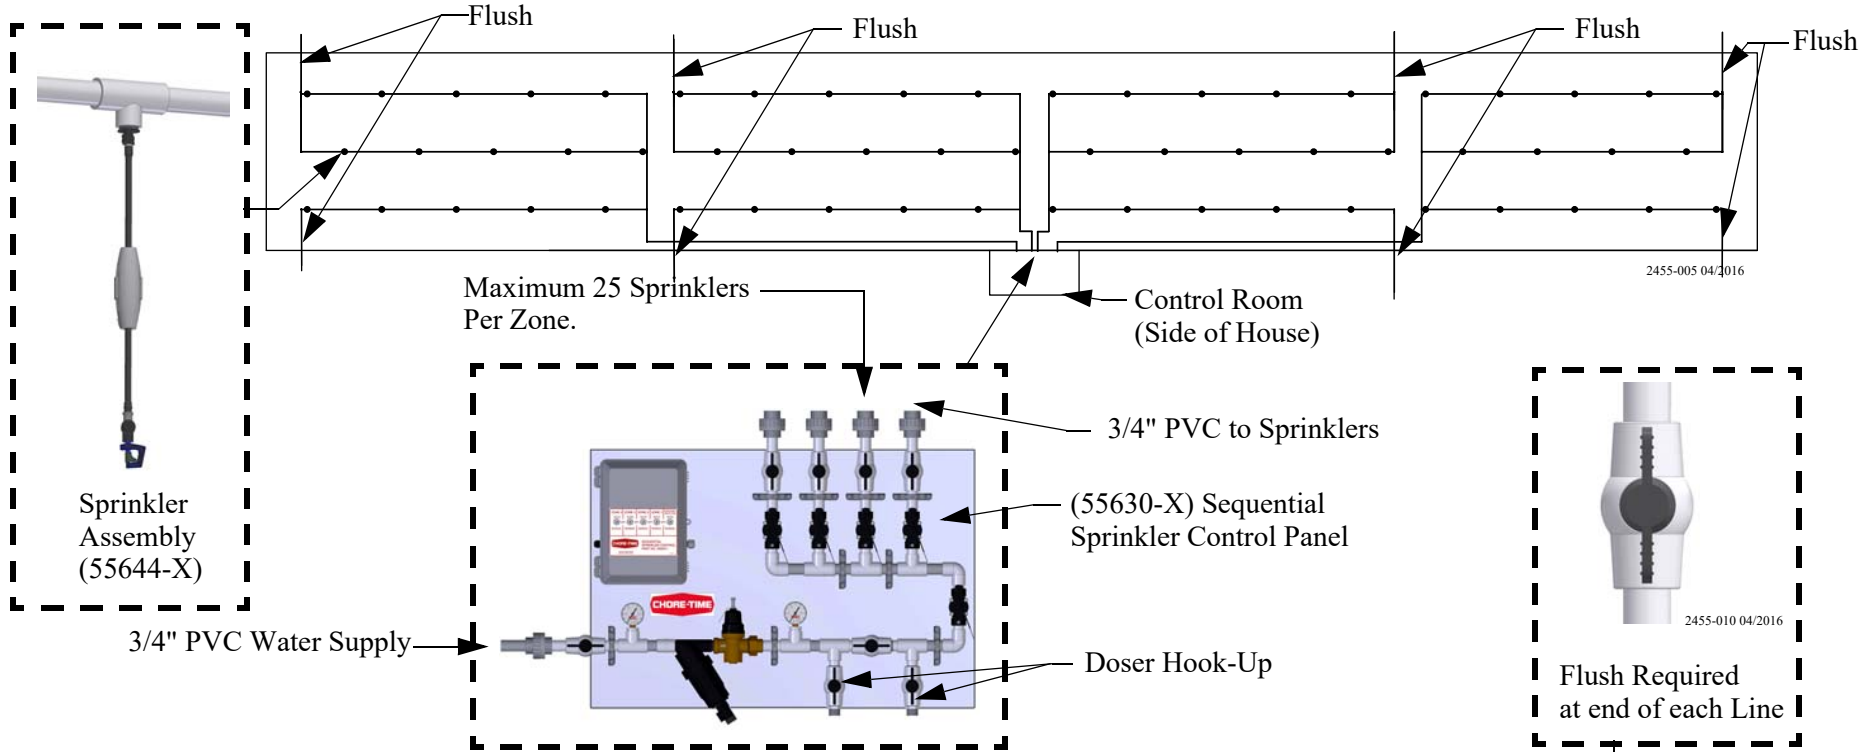 Flush
Flush
Flush
Flush
2455-005 04/2016
Maximum 25 Sprinklers
Per Zone.
Control Room
(Side of House)
Sprinkler
Assembly
(55644-X)
3/4" PVC to Sprinklers
(55630-X) Sequential
Sprinkler Control Panel
CHORE-TIME
3/4" PVC Water Supply
Doser Hook-Up
2455-010 04/2016
Flush Required
at end of each Line